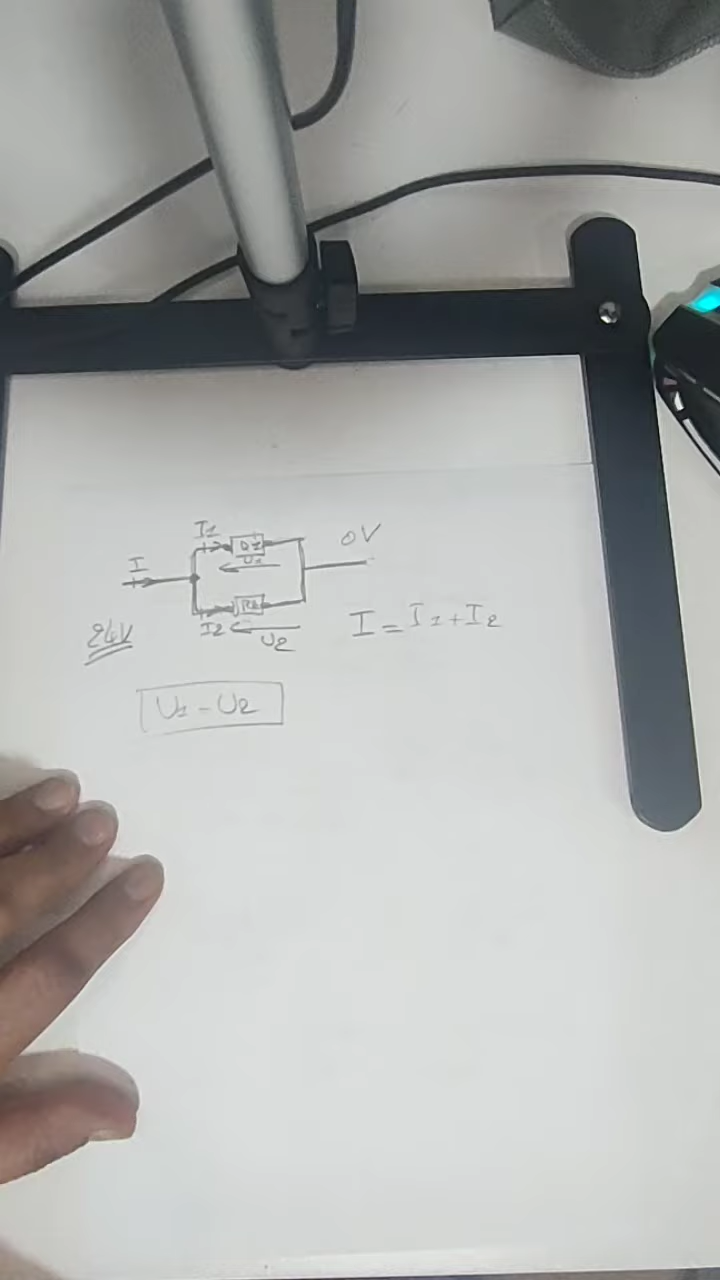 I1
0V
R1
U1
I
R2
I2
U2
I = I1 + I2
24V
U1 = U2